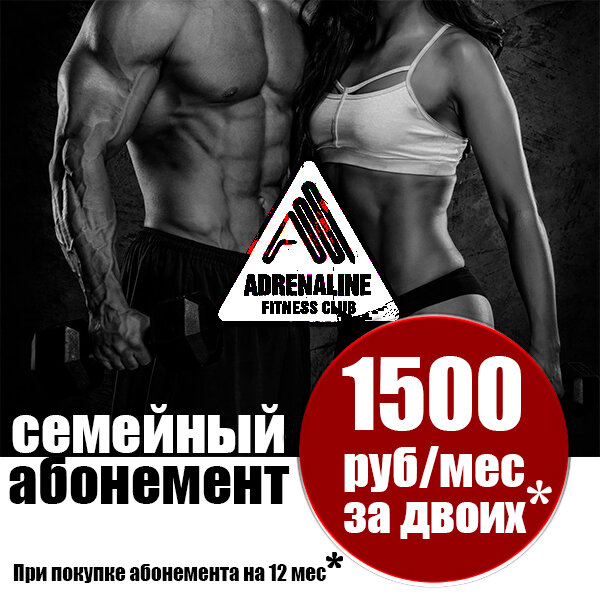 ADRENALINE
FITNESS CLUB
1500
руб/мес
за двоих*
семейный
абонемент
При покупке абонемента на 12 мес*